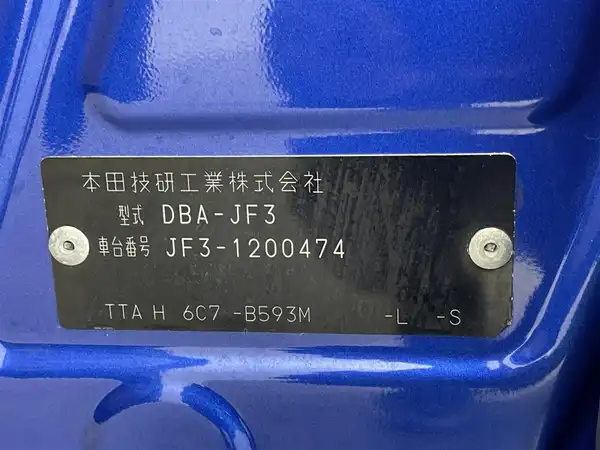 本田技研工業株式会社
型式 DBA-JF3
車台番号 JF3-1200474
TTA H 6C7 -B593M -L -S